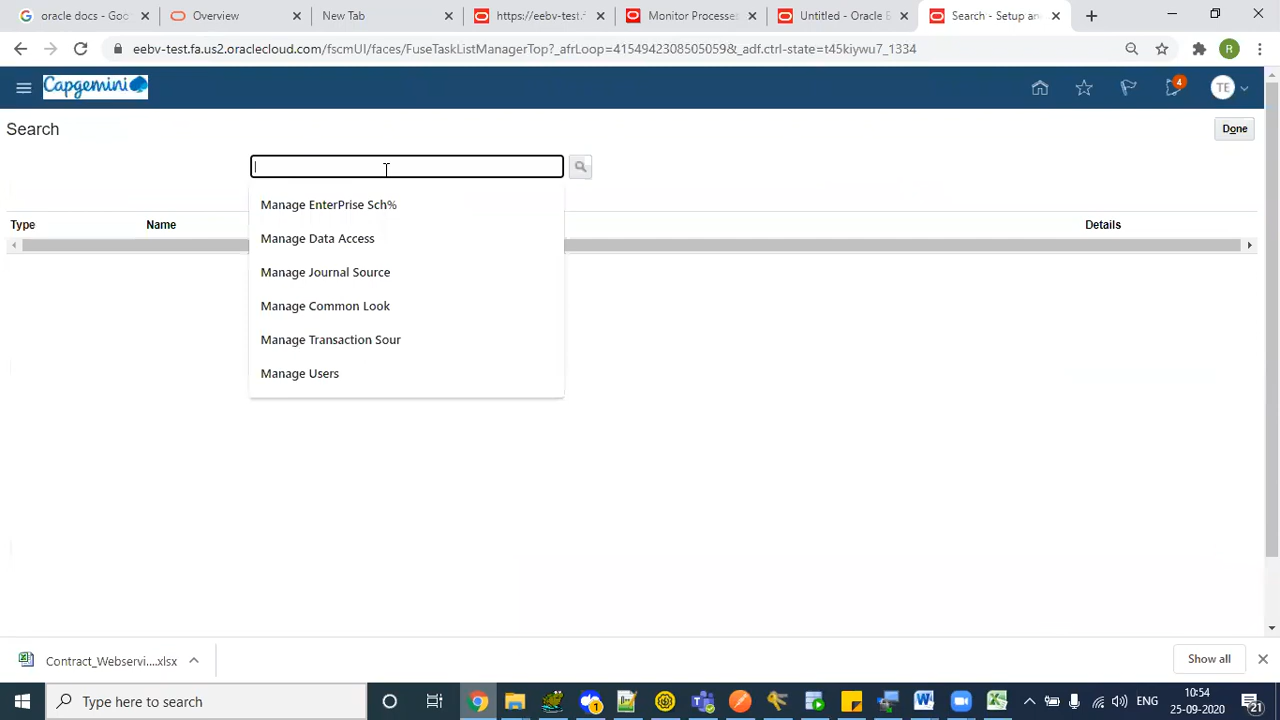 oracle docs - Goo
Overview
New Tab
https://eebv-test.f
Monitor Processe
Untitled - Oracle B
Search - Setup an
eebv-test.fa.us2.oraclecloud.com/fscmUI/faces/FuseTaskListManagerTop?_afrLoop=4154942308505059&_adf.ctrl-state=t45kiywu7_1334
R
Capgemini
4
TE
Search
Done
Manage EnterPrise Sch%
Manage Data Access
Manage Journal Source
Manage Common Look
Manage Transaction Sour
Manage Users
Type
Name
Details
Contract_Webservi....xlsx
Show all
Type here to search
1
ENG
10:54
25-09-2020
21